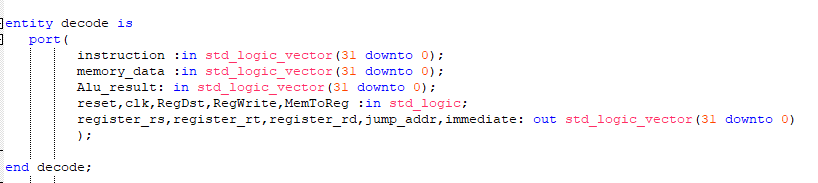 entity decode is
port(
instruction :in std_logic_vector(31 downto 0);
memory_data :in std_logic_vector(31 downto 0);
Alu_result: in std_logic_vector(31 downto 0);
reset,clk,RegDst,RegWrite,MemToReg :in std_logic;
register_rs,register_rt,register_rd,jump_addr,immediate: out std_logic_vector(31 downto 0)
);
end decode;